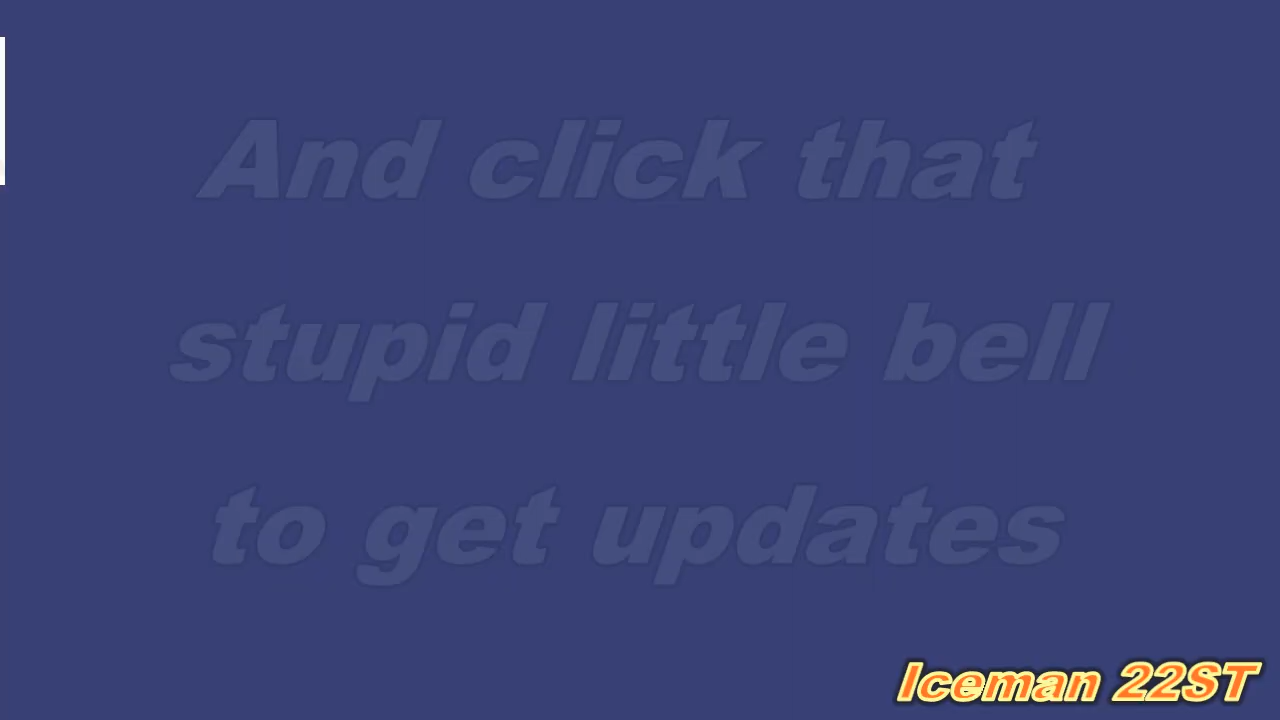 And click that
stupid little bell
to get updates
Iceman 22ST